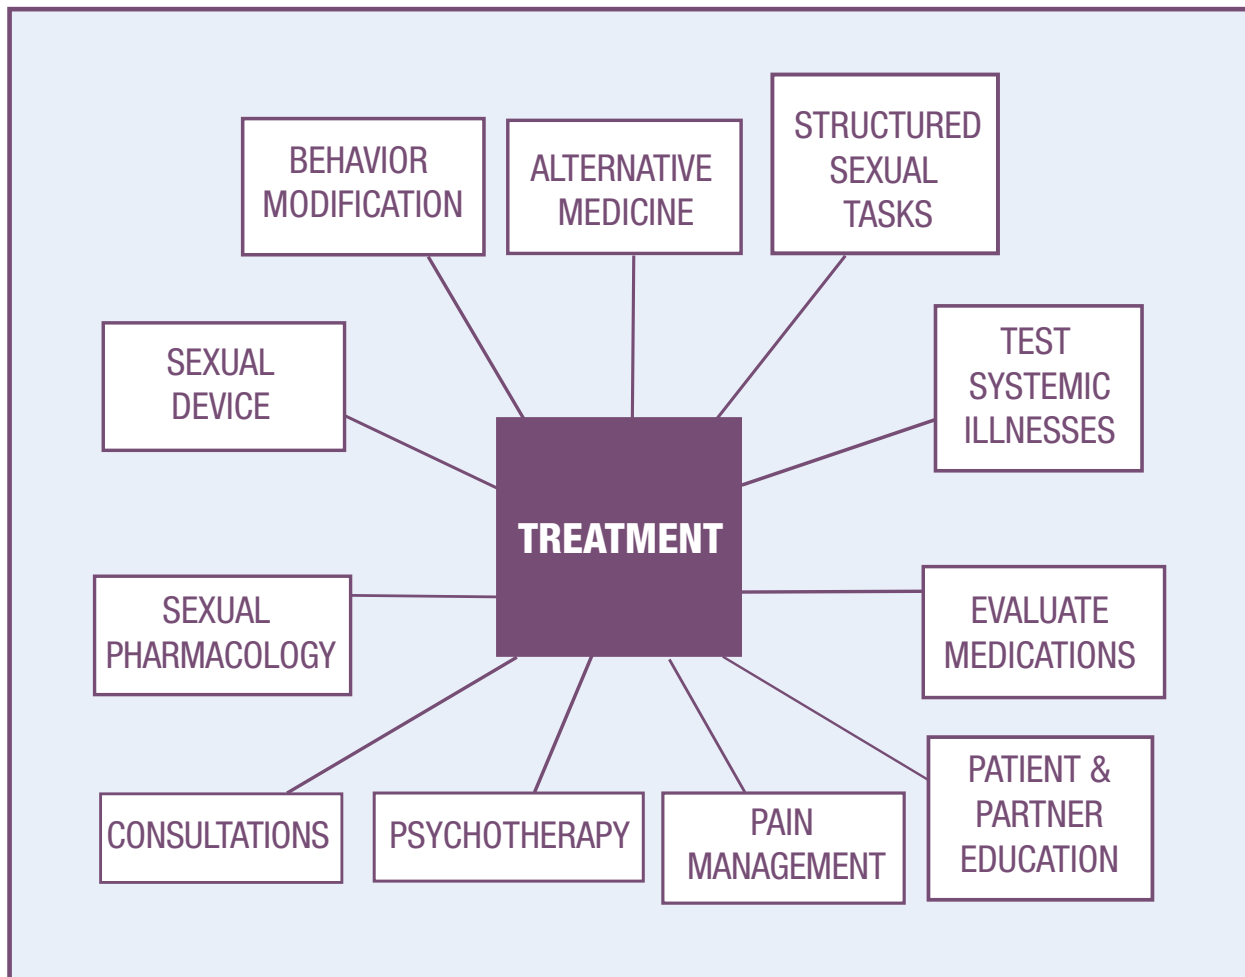 BEHAVIOR
MODIFICATION
ALTERNATIVE
MEDICINE
STRUCTURED
SEXUAL
TASKS
SEXUAL
DEVICE
TEST
SYSTEMIC
ILLNESSES
TREATMENT
SEXUAL
PHARMACOLOGY
EVALUATE
MEDICATIONS
CONSULTATIONS
PSYCHOTHERAPY
PAIN
MANAGEMENT
PATIENT &
PARTNER
EDUCATION